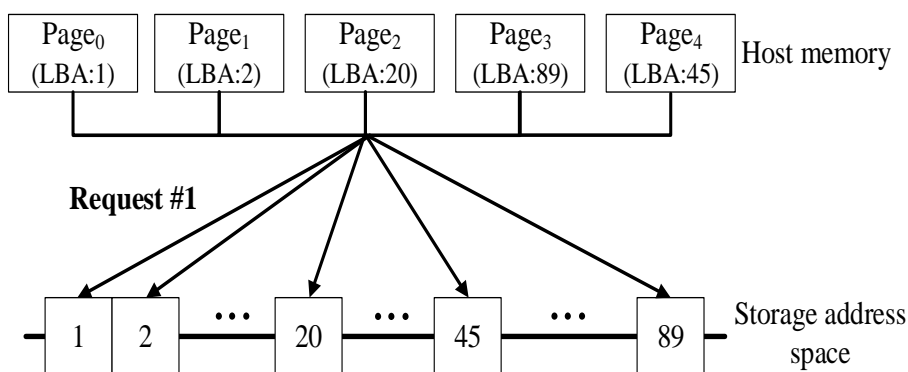 Page₀
(LBA:1)
Page₁
(LBA:2)
Page₂
(LBA:20)
Page₃
(LBA:89)
Page₄
(LBA:45)
Host memory
Request #1
1
2
...
20
...
45
...
89
Storage address
space